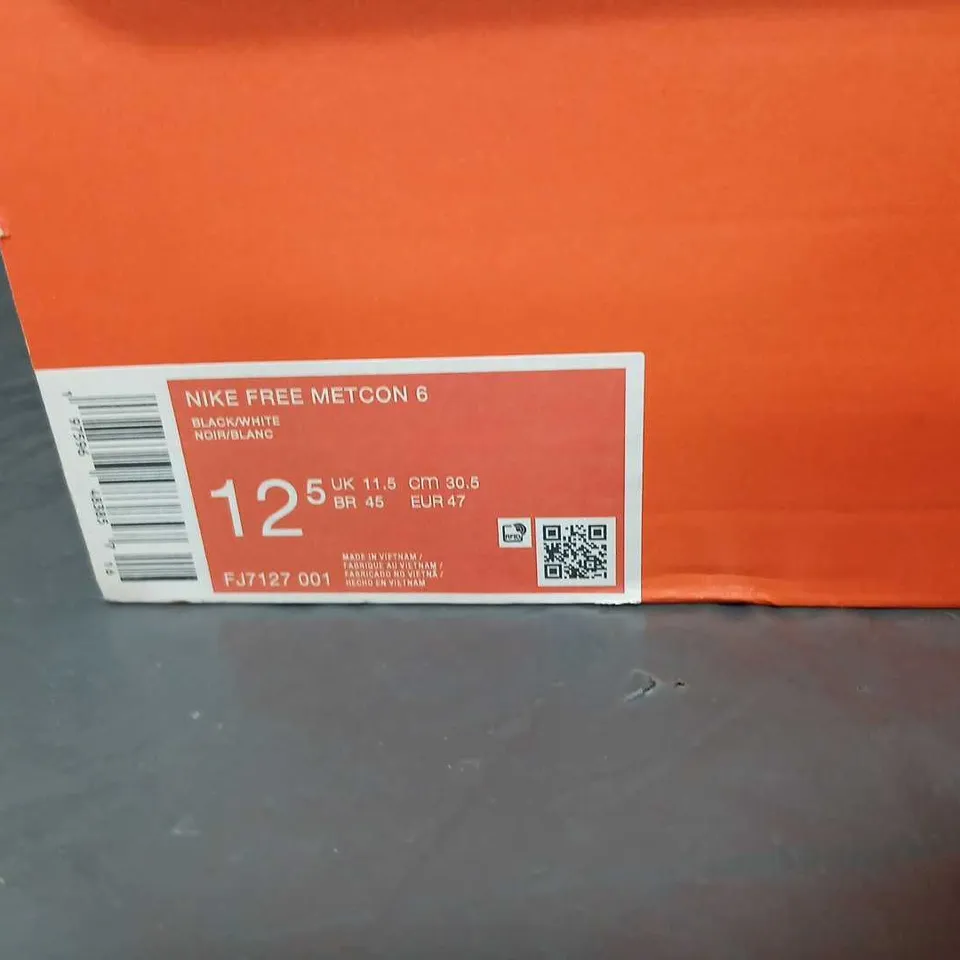 NIKE FREE METCON 6
BLACK/WHITE
NOIR/BLANC
12 5 UK 11.5 cm 30.5
BR 45 EUR 47
RFID
FJ7127 001
MADE IN VIETNAM /
FABRIQUE AU VIETNAM /
FABRICADO NO VIETNÃ /
HECHO EN VIETNAM